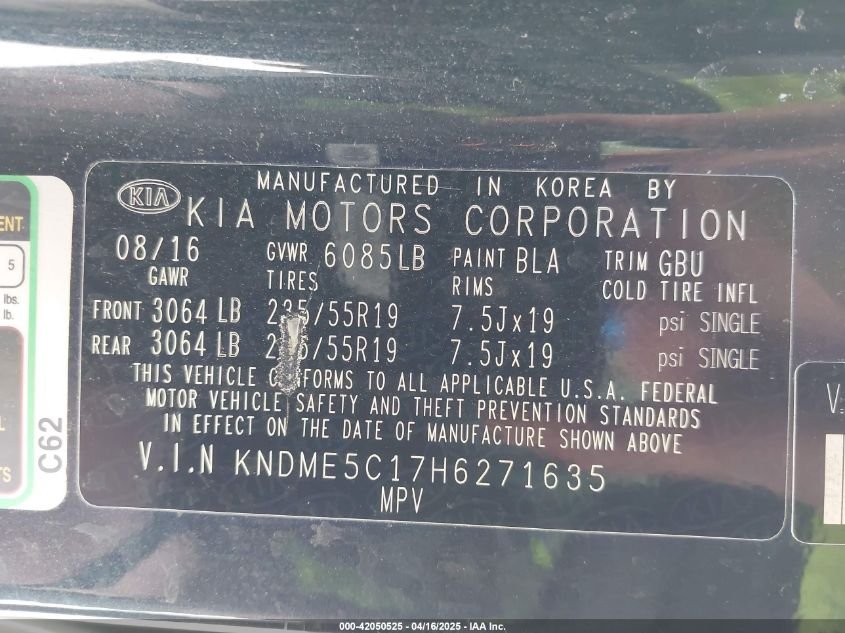 MANUFACTURED IN KOREA BY
KIA KIA MOTORS CORPORATION
08/16 GVWR 6085LB PAINT BLA TRIM GBU
GAWR TIRES RIMS COLD TIRE INFL
FRONT 3064 LB 235/55R19 7.5Jx19 psi SINGLE
REAR 3064 LB 235/55R19 7.5Jx19 psi SINGLE
THIS VEHICLE CONFORMS TO ALL APPLICABLE U.S.A. FEDERAL
MOTOR VEHICLE SAFETY AND THEFT PREVENTION STANDARDS
IN EFFECT ON THE DATE OF MANUFACTURE SHOWN ABOVE
V.I.N KNDME5C17H6271635
MPV
5
lbs.
lb.
C62
000-42050525 - 04/16/2025 - IAA Inc.